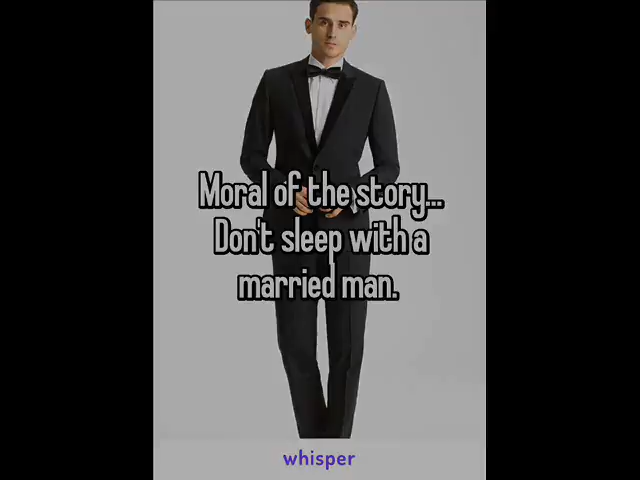 Moral of the story...
Don't sleep with a
married man.
whisper